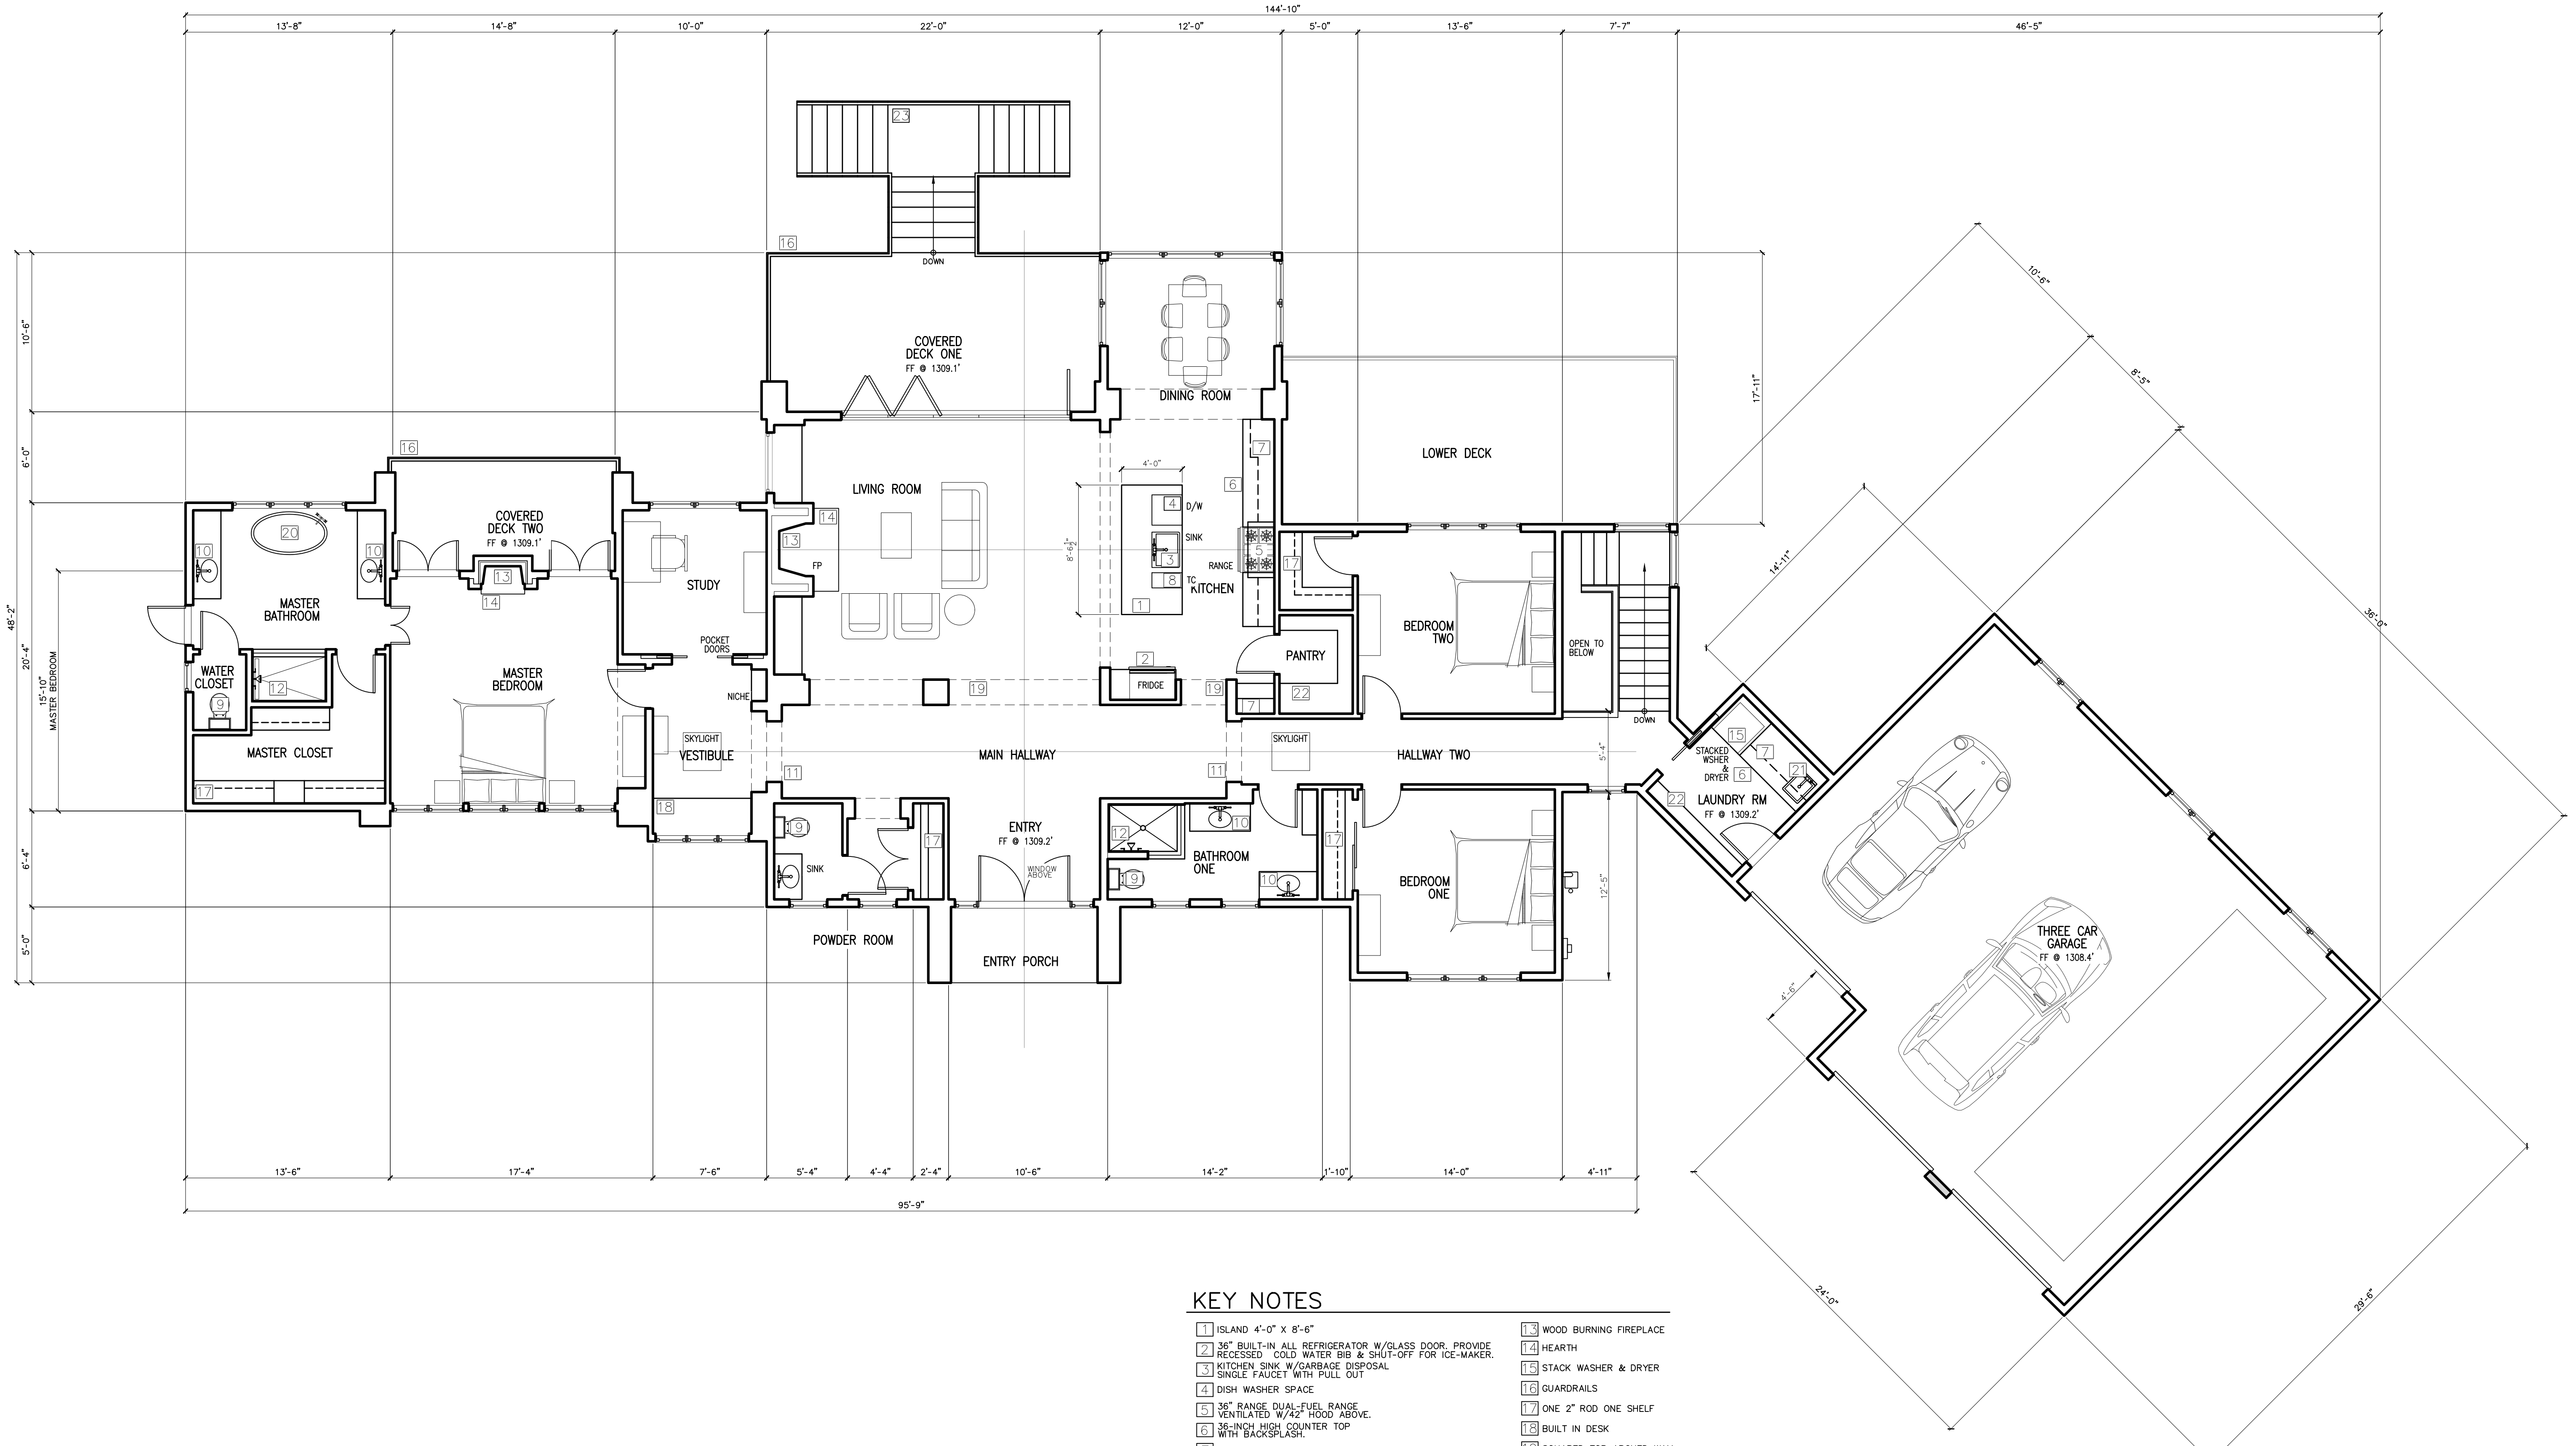 144'-10"
13'-8"
14'-8"
10'-0"
22'-0"
12'-0"
5'-0"
13'-6"
7'-7"
46'-5"
23
16
DOWN
10'-6"
10'-6"
8'-5"
17'-11"
COVERED
DECK ONE
FF @ 1309.1'
DINING ROOM
16
6'-0"
LOWER DECK
7
6
4'-0"
LIVING ROOM
4
D/W
14
COVERED
DECK TWO
FF @ 1309.1'
20
10
10
13
8'-6½"
SINK
3
5
RANGE
FP
TC
8
KITCHEN
1
17
14'-11"
STUDY
13
14
MASTER
BATHROOM
48'-2"
20'-4"
15'-10"
MASTER BEDROOM
36'-0"
BEDROOM
TWO
OPEN TO
BELOW
POCKET
DOORS
PANTRY
2
WATER
CLOSET
12
MASTER
BEDROOM
FRIDGE
19
19
22
NICHE
9
7
DOWN
SKYLIGHT
SKYLIGHT
MASTER CLOSET
VESTIBULE
MAIN HALLWAY
HALLWAY TWO
5'-4"
15
STACKED
WSHER
&
DRYER
7
6
21
11
11
17
18
22
LAUNDRY RM
FF @ 1309.2'
9
17
ENTRY
FF @ 1309.2'
12
10
17
6'-4"
SINK
WINDOW
ABOVE
BATHROOM
ONE
9
10
BEDROOM
ONE
12'-5"
5'-0"
POWDER ROOM
ENTRY PORCH
THREE CAR
GARAGE
FF @ 1308.4'
4'-6"
13'-6"
17'-4"
7'-6"
5'-4"
4'-4"
2'-4"
10'-6"
14'-2"
1'-10"
14'-0"
4'-11"
95'-9"
24'-0"
29'-6"
KEY NOTES
1 ISLAND 4'-0" X 8'-6"
2 36" BUILT-IN ALL REFRIGERATOR W/GLASS DOOR. PROVIDE
RECESSED COLD WATER BIB & SHUT-OFF FOR ICE-MAKER.
3 KITCHEN SINK W/GARBAGE DISPOSAL
SINGLE FAUCET WITH PULL OUT
4 DISH WASHER SPACE
5 36" RANGE DUAL-FUEL RANGE
VENTILATED W/42" HOOD ABOVE.
6 36-INCH HIGH COUNTER TOP
WITH BACKSPLASH.
13 WOOD BURNING FIREPLACE
14 HEARTH
15 STACK WASHER & DRYER
16 GUARDRAILS
17 ONE 2" ROD ONE SHELF
18 BUILT IN DESK